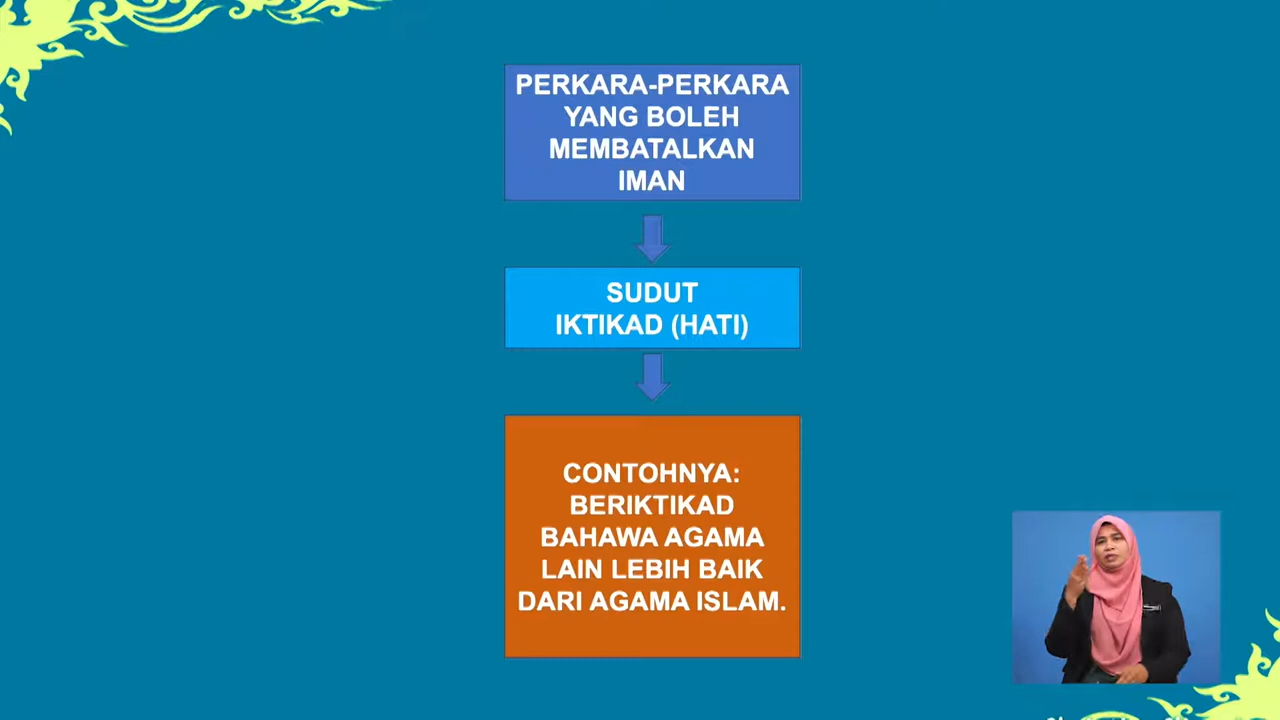 PERKARA-PERKARA
YANG BOLEH
MEMBATALKAN
IMAN
SUDUT
IKTIKAD (HATI)
CONTOHNYA:
BERIKTIKAD
BAHAWA AGAMA
LAIN LEBIH BAIK
DARI AGAMA ISLAM.